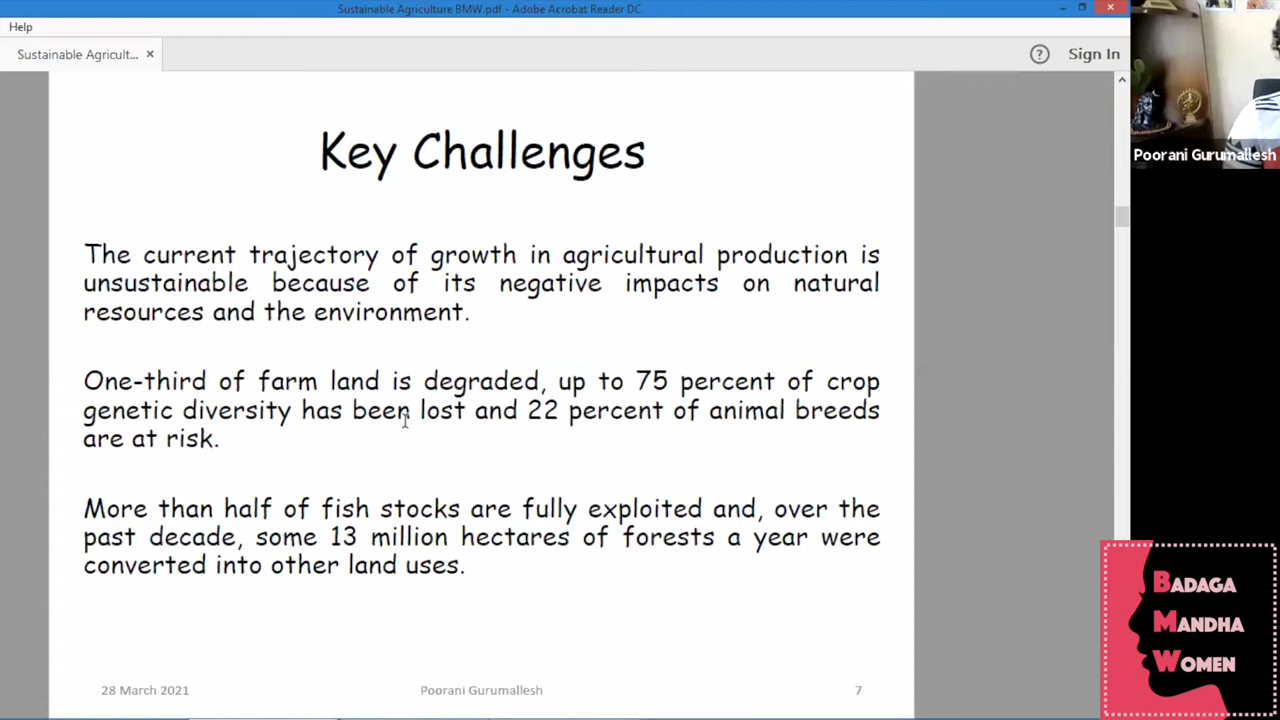 Sustainable Agriculture BMW.pdf - Adobe Acrobat Reader DC
Help
Sustainable Agricult... ×
? Sign In
Poorani Gurumallesh
Key Challenges
The current trajectory of growth in agricultural production is
unsustainable because of its negative impacts on natural
resources and the environment.
One-third of farm land is degraded, up to 75 percent of crop
genetic diversity has been lost and 22 percent of animal breeds
are at risk.
More than half of fish stocks are fully exploited and, over the
past decade, some 13 million hectares of forests a year were
converted into other land uses.
28 March 2021 Poorani Gurumallesh 7
BADAGA
MANDHA
WOMEN